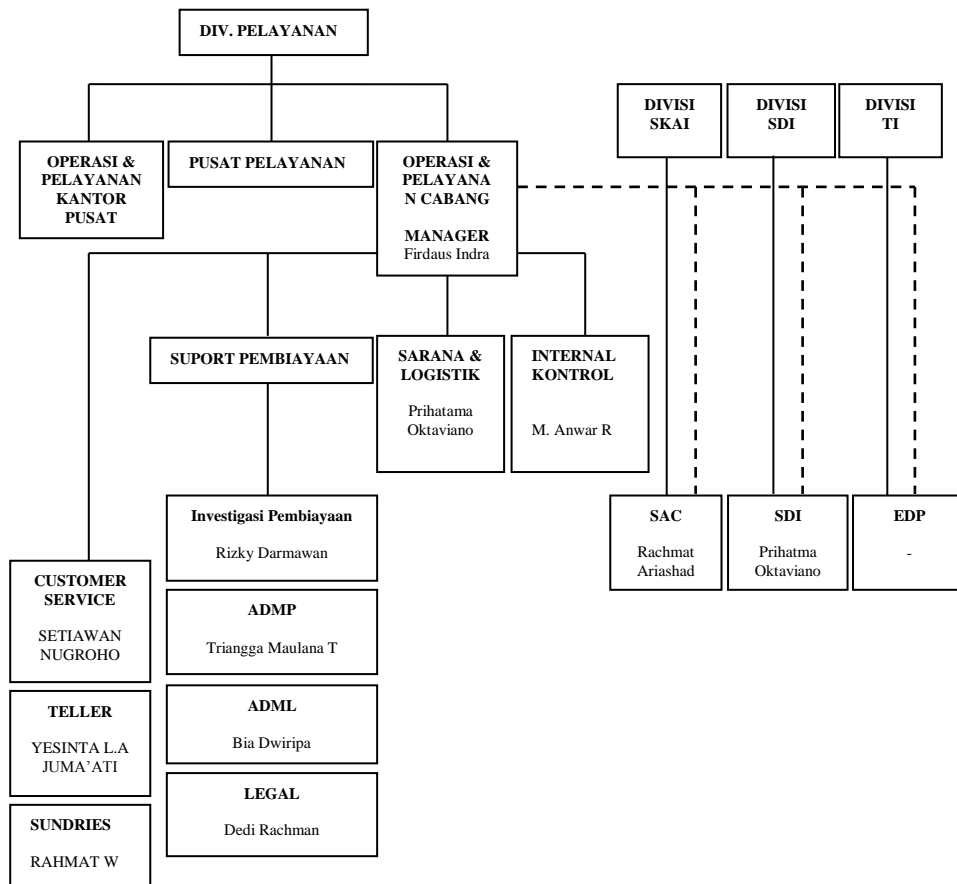 DIV. PELAYANAN
OPERASI &
PELAYANAN
KANTOR
PUSAT
PUSAT PELAYANAN
OPERASI &
PELAYANA
N CABANG
MANAGER
Firdaus Indra
DIVISI
SKAI
DIVISI
SDI
DIVISI
TI
SUPORT PEMBIAYAAN
SARANA &
LOGISTIK
Prihatama
Oktaviano
INTERNAL
KONTROL
M. Anwar R
Investigasi Pembiayaan
Rizky Darmawan
SAC
Rachmat
Ariashad
SDI
Prihatma
Oktaviano
EDP
-
CUSTOMER
SERVICE
SETIAWAN
NUGROHO
ADMP
Triangga Maulana T
TELLER
YESINTA L.A
JUMA’ATI
ADML
Bia Dwiripa
LEGAL
Dedi Rachman
SUNDRIES
RAHMAT W